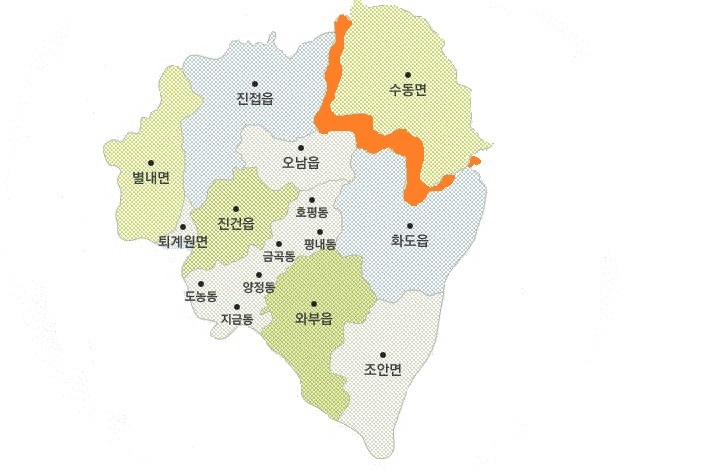 수동면
진접읍
오남읍
별내면
호평동
진건읍
퇴계원면
평내동
화도읍
금곡동
양정동
도농동
지금동
와부읍
조안면